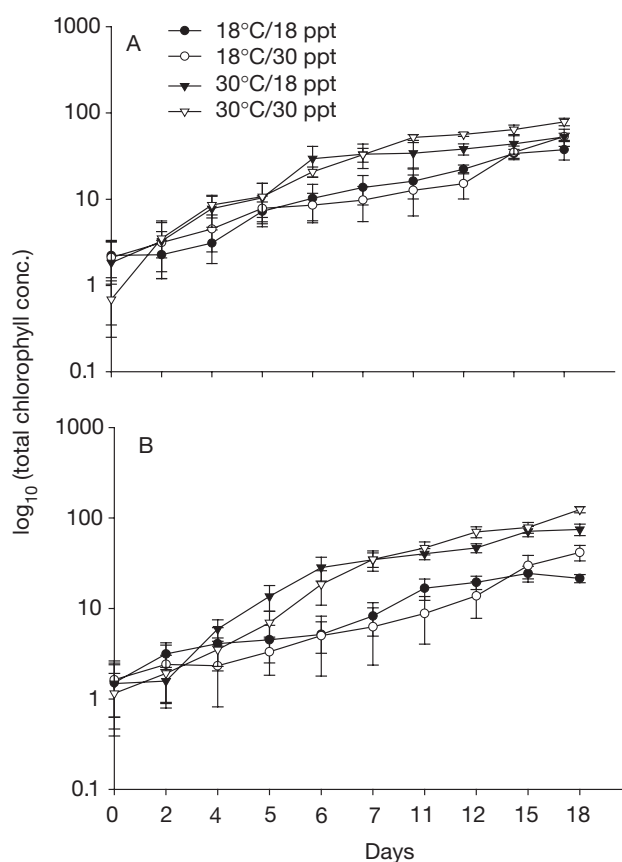 A
18°C/18 ppt
18°C/30 ppt
30°C/18 ppt
30°C/30 ppt
1000
100
10
1
0.1
B
1000
100
10
1
0.1
log10 (total chlorophyll conc.)
0 2 4 5 6 7 11 12 15 18
Days